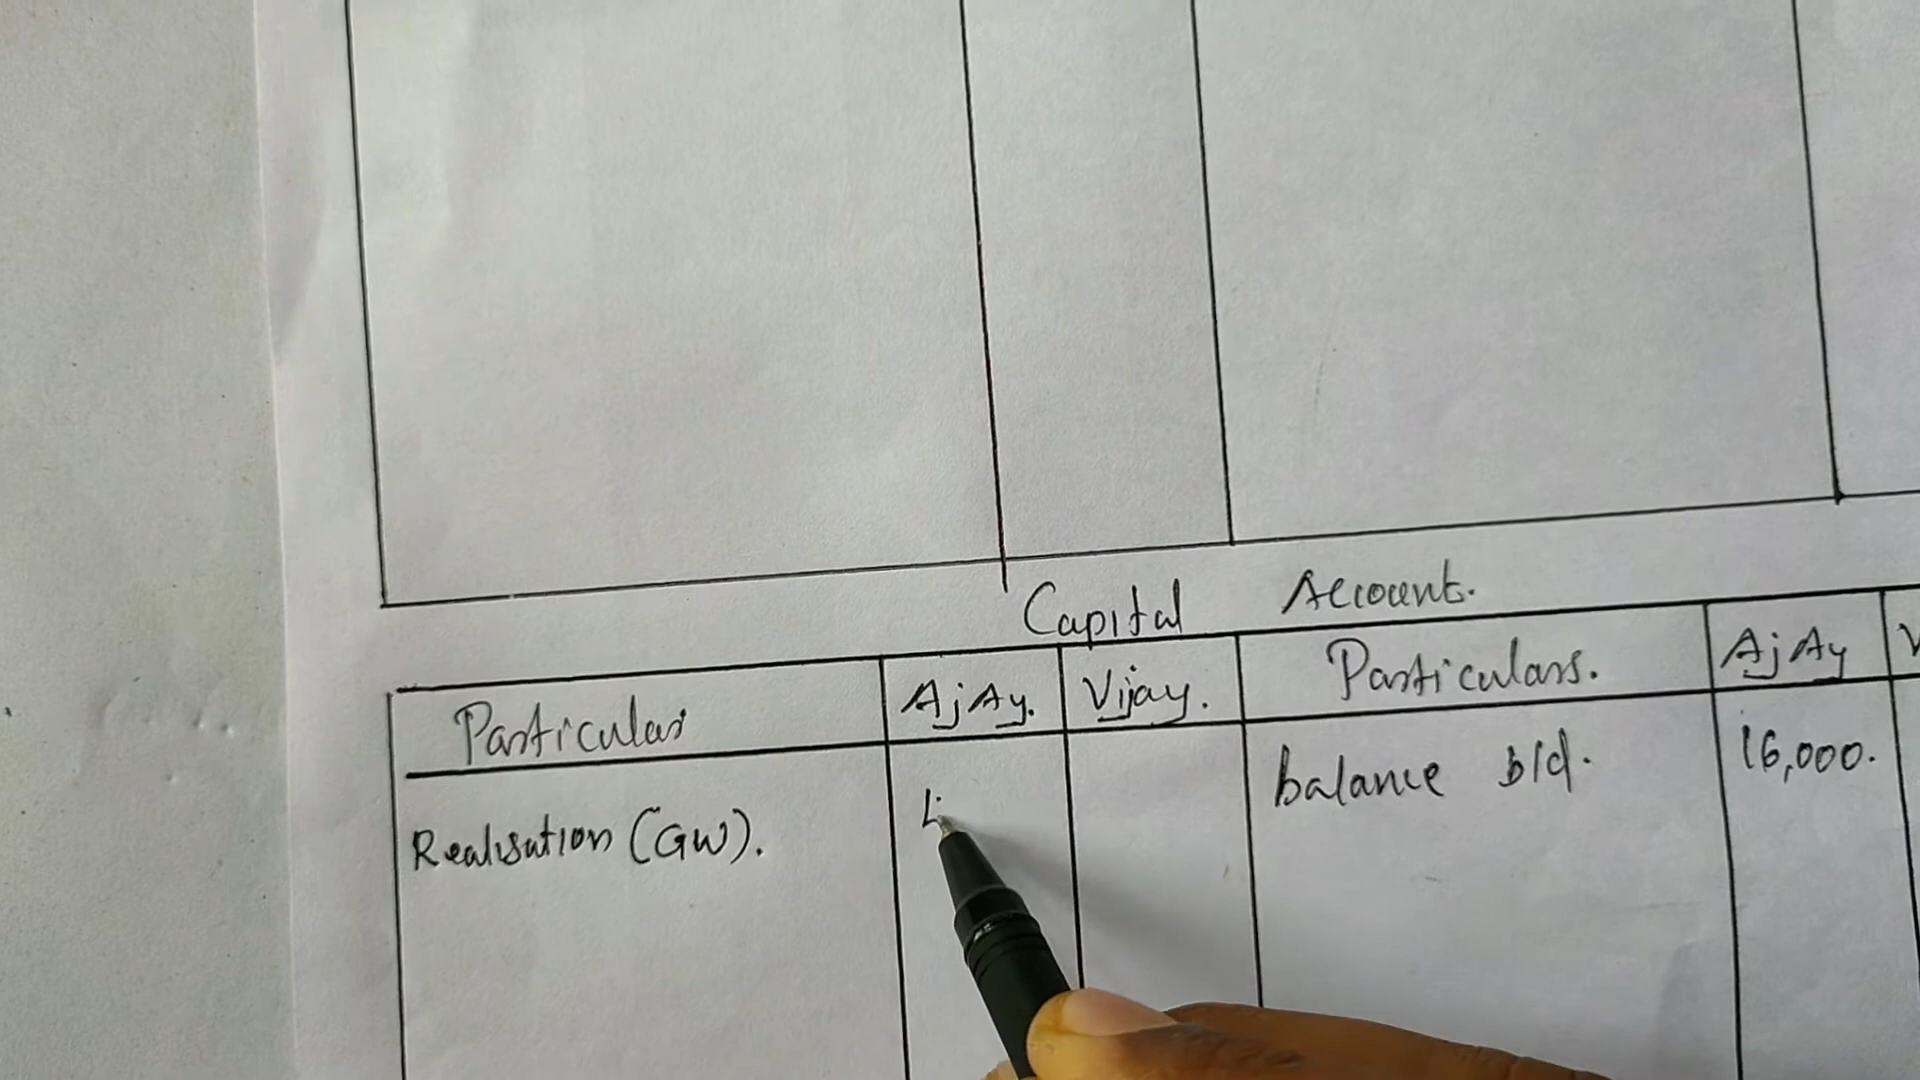 Capital Account.
Particulars AjAy. Vijay. Particulars. AjAy
Realisation (GW). balance b/d. 16,000.